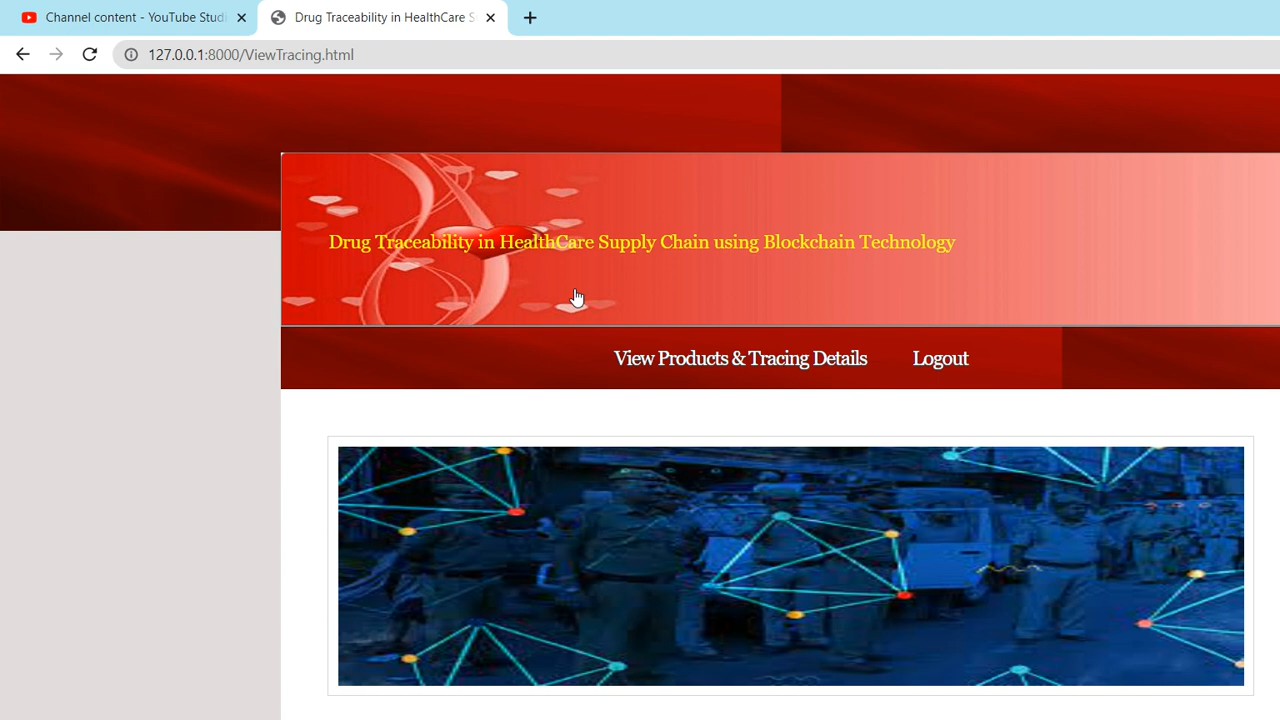 Channel content - YouTube Studi
Drug Traceability in HealthCare S
127.0.0.1:8000/ViewTracing.html
Drug Traceability in HealthCare Supply Chain using Blockchain Technology
View Products & Tracing Details
Logout